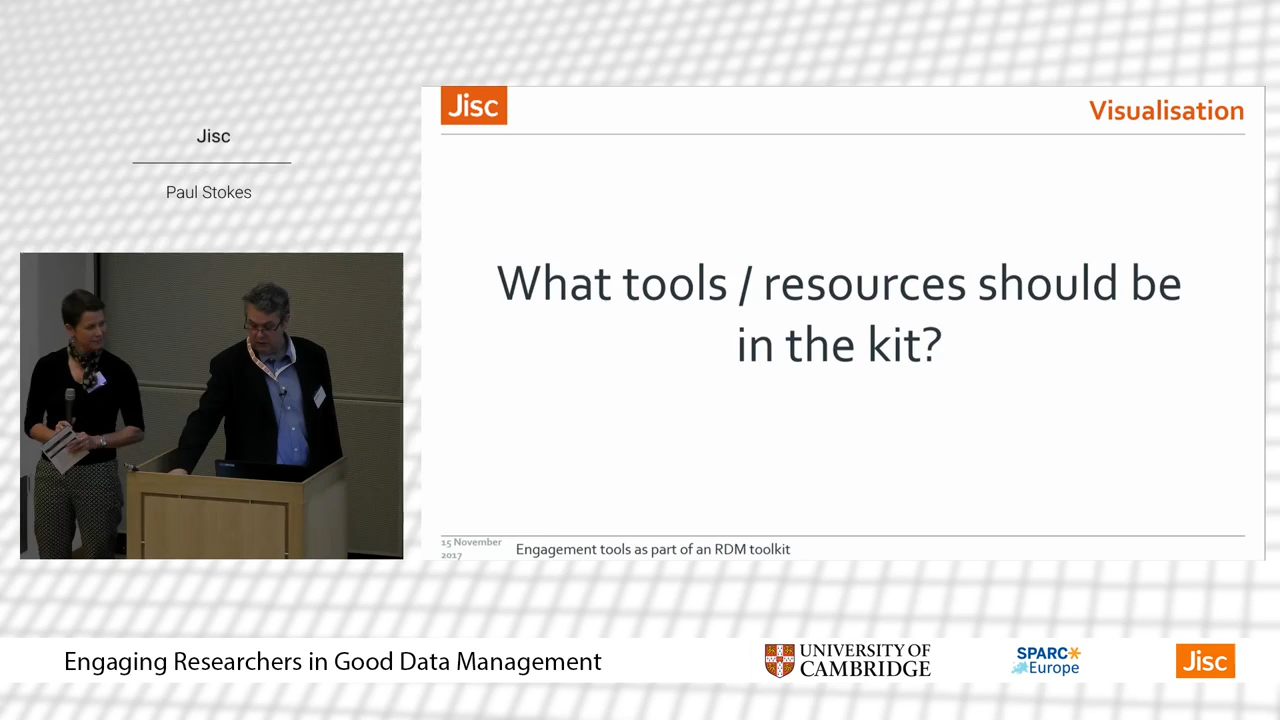 Jisc
Paul Stokes
Jisc
Visualisation
What tools / resources should be
in the kit?
15 November
2017
Engagement tools as part of an RDM toolkit
Engaging Researchers in Good Data Management
UNIVERSITY OF
CAMBRIDGE
SPARC*
Europe
Jisc